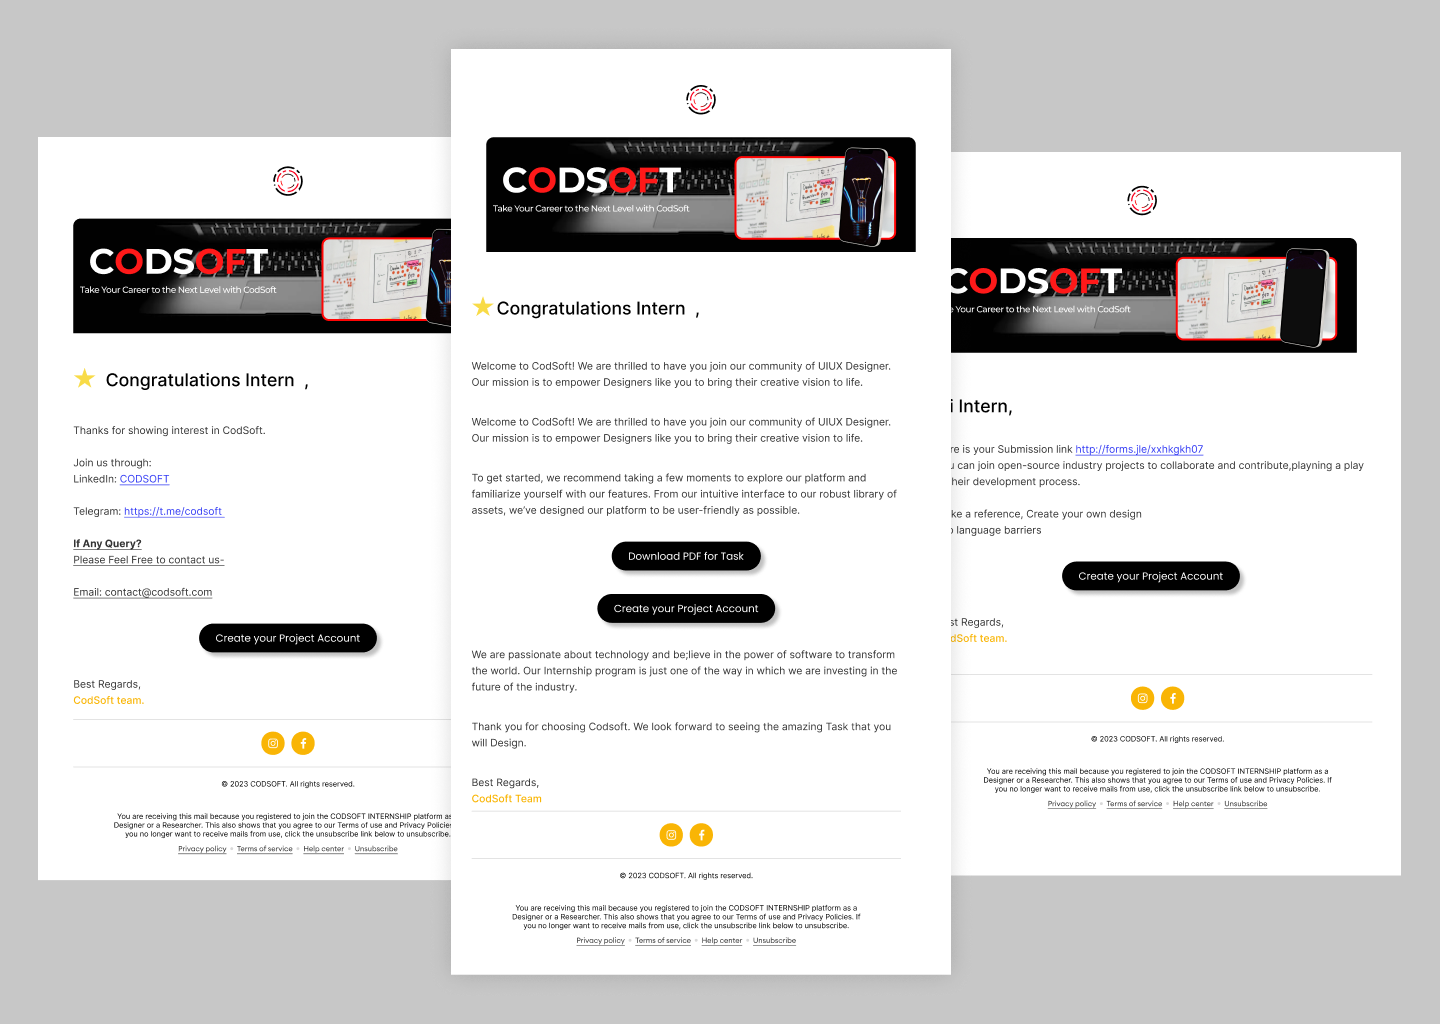 CODSOFT
Take Your Career to the Next Level with CodSoft
Congratulations Intern ,
Thanks for showing interest in CodSoft.
Join us through:
LinkedIn: CODSOFT
Telegram: https://t.me/codsoft
If Any Query?
Please Feel Free to contact us-
Email: contact@codsoft.com
Create your Project Account
Best Regards,
CodSoft team.
© 2023 CODSOFT. All rights reserved.
You are receiving this mail because you registered to join the CODSOFT INTERNSHIP platform as
Designer or a Researcher. This also shows that you agree to our Terms of use and Privacy
you no longer want to receive mails from use, click the unsubscribe link below to unsubscribe.
Privacy policy • Terms of service • Help center • Unsubscribe
CODSOFT
Take Your Career to the Next Level with CodSoft
Congratulations Intern ,
Welcome to CodSoft! We are thrilled to have you join our community of UIUX Designer.
Our mission is to empower Designers like you to bring their creative vision to life.
Welcome to CodSoft! We are thrilled to have you join our community of UIUX Designer.
Our mission is to empower Designers like you to bring their creative vision to life.
To get started, we recommend taking a few moments to explore our platform and
familiarize yourself with our features. From our intuitive interface to our robust library of
assets, we've designed our platform to be user-friendly as possible.
Download PDF for Task
Create your Project Account
We are passionate about technology and be;lieve in the power of software to transform
the world. Our Internship program is just one of the way in which we are investing in the
future of the industry.
Thank you for choosing Codsoft. We look forward to seeing the amazing Task that you
will Design.
Best Regards,
CodSoft Team
© 2023 CODSOFT. All rights reserved.
You are receiving this mail because you registered to join the CODSOFT INTERNSHIP platform as a
Designer or a Researcher. This also shows that you agree to our Terms of use and Privacy Policies. If
you no longer want to receive mails from use, click the unsubscribe link below to unsubscribe.
Privacy policy • Terms of service • Help center • Unsubscribe
CODSOFT
Your Career to the Next Level with CodSoft
i Intern,
re is your Submission link http://forms.jle/xxhkgkh07
u can join open-source industry projects to collaborate and contribute,playning a play
heir development process.
ke a reference, Create your own design
language barriers
Create your Project Account
st Regards,
dSoft team.
© 2023 CODSOFT. All rights reserved.
You are receiving this mail because you registered to join the CODSOFT INTERNSHIP platform as a
Designer or a Researcher. This also shows that you agree to our Terms of use and Privacy Policies. If
you no longer want to receive mails from use, click the unsubscribe link below to unsubscribe.
Privacy policy • Terms of service • Help center • Unsubscribe